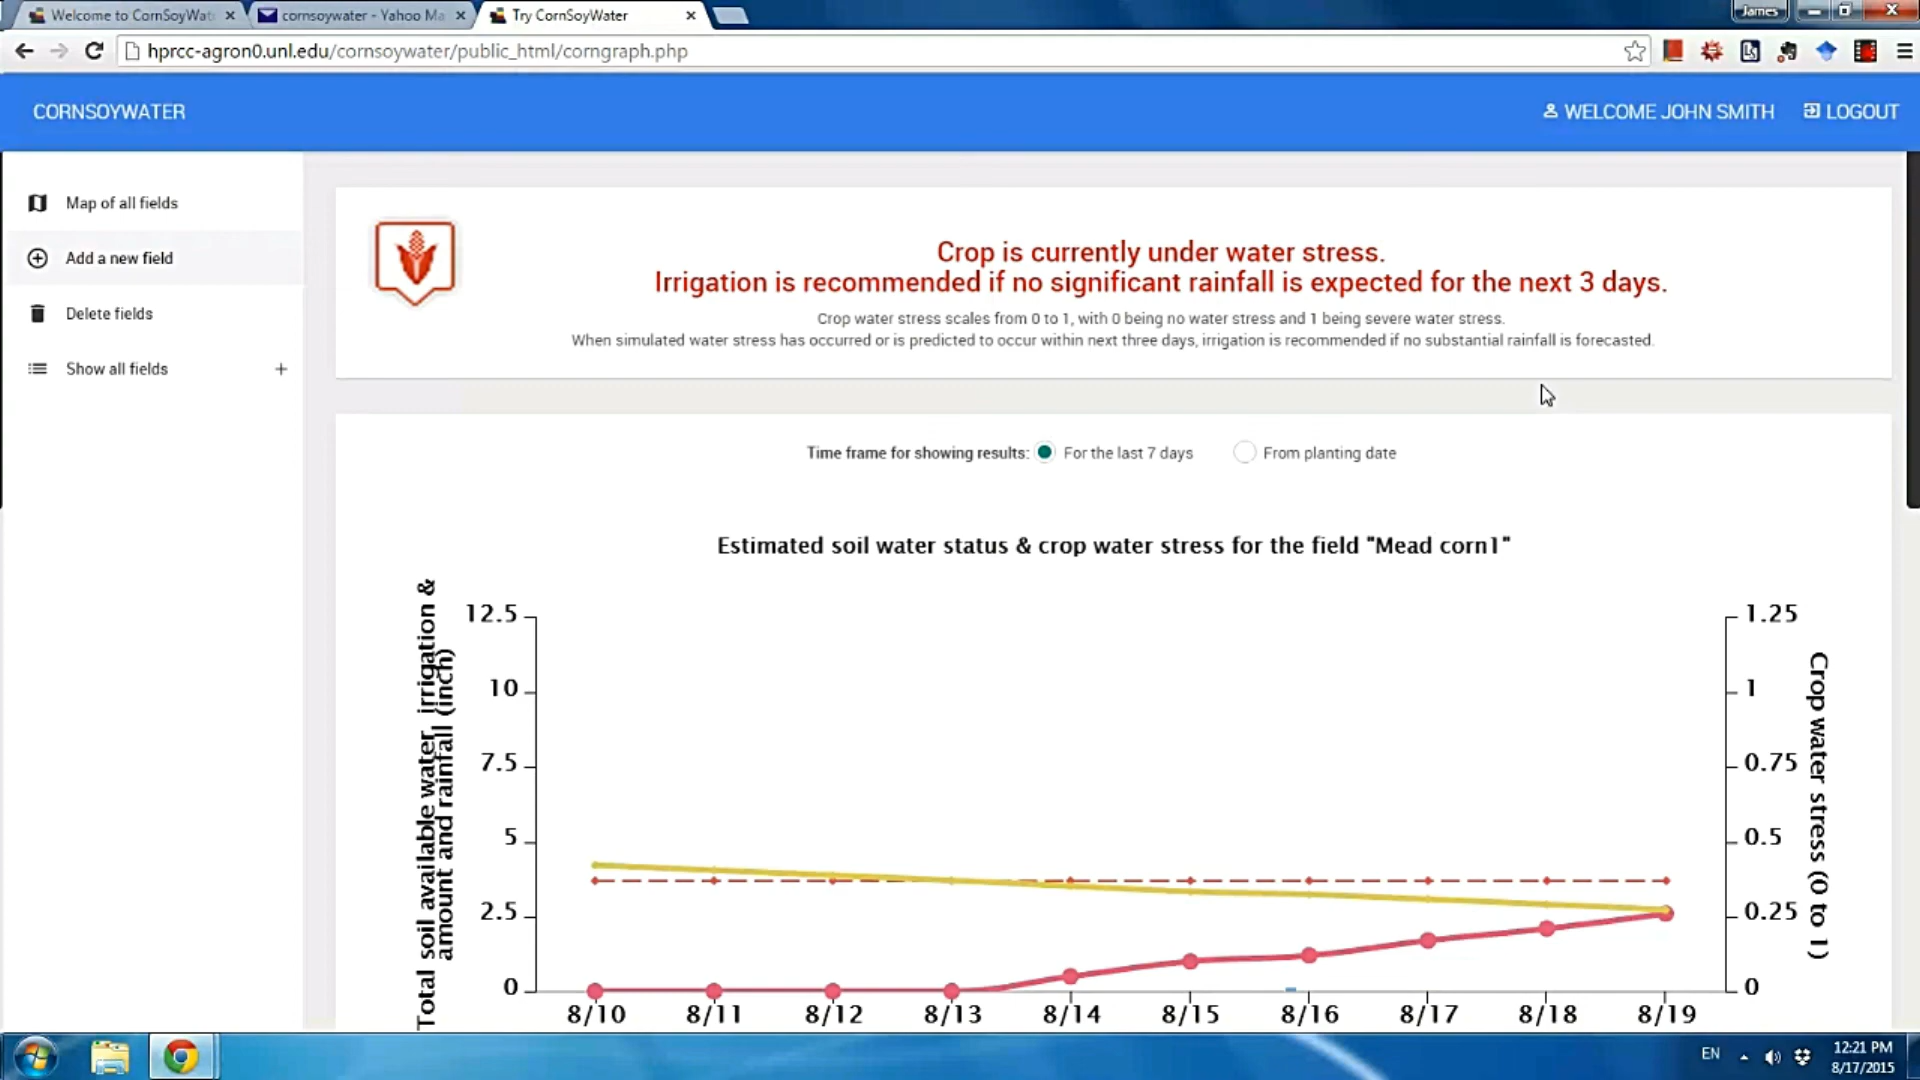 Welcome to CornSoyWat
cornsoywater - Yahoo Ma
Try CornSoyWater
James
hprcc-agron0.unl.edu/cornsoywater/public_html/corngraph.php
CORNSOYWATER
WELCOME JOHN SMITH
LOGOUT
Map of all fields
Add a new field
Delete fields
Show all fields +
Crop is currently under water stress.
Irrigation is recommended if no significant rainfall is expected for the next 3 days.
Crop water stress scales from 0 to 1, with 0 being no water stress and 1 being severe water stress.
When simulated water stress has occurred or is predicted to occur within next three days, irrigation is recommended if no substantial rainfall is forecasted.
Time frame for showing results: For the last 7 days From planting date
Estimated soil water status & crop water stress for the field "Mead corn1"
Total soil available water, irrigation &
amount and rainfall (inch)
12.5
10
7.5
5
2.5
0
1.25
1
0.75
0.5
0.25
0
Crop water stress (0 to 1)
8/10 8/11 8/12 8/13 8/14 8/15 8/16 8/17 8/18 8/19
EN
12:21 PM
8/17/2015